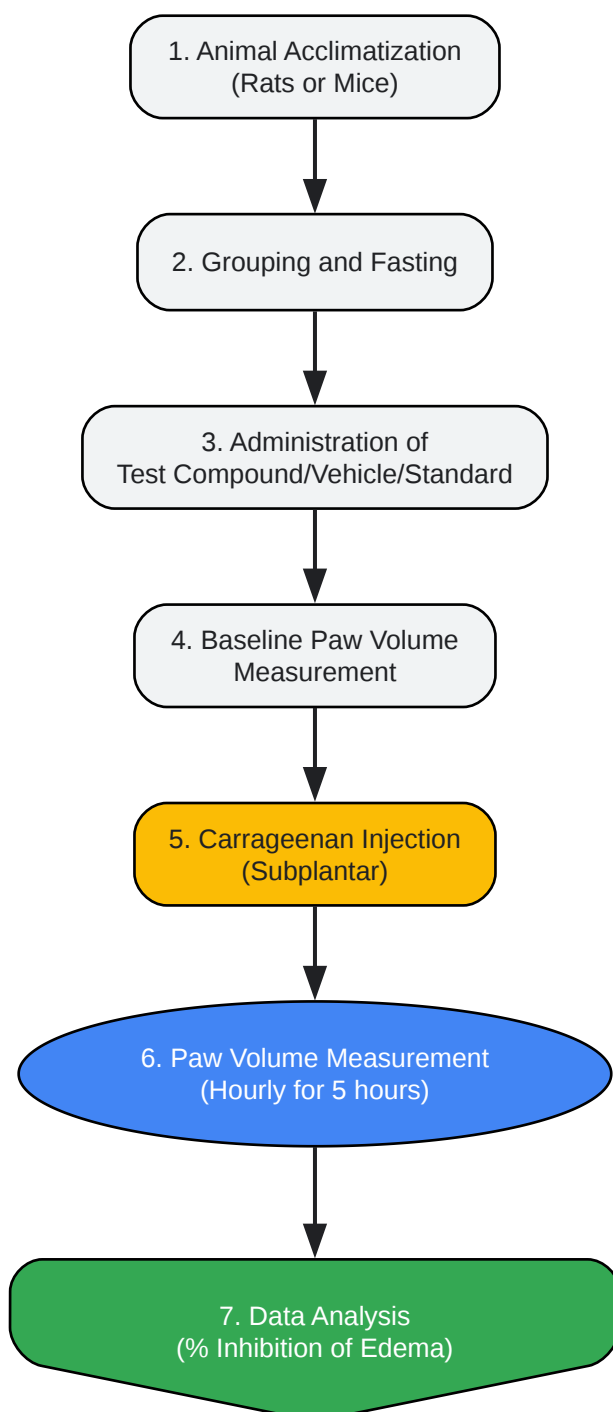 1. Animal Acclimatization
(Rats or Mice)
2. Grouping and Fasting
3. Administration of
Test Compound/Vehicle/Standard
4. Baseline Paw Volume
Measurement
5. Carrageenan Injection
(Subplantar)
6. Paw Volume Measurement
(Hourly for 5 hours)
7. Data Analysis
(% Inhibition of Edema)